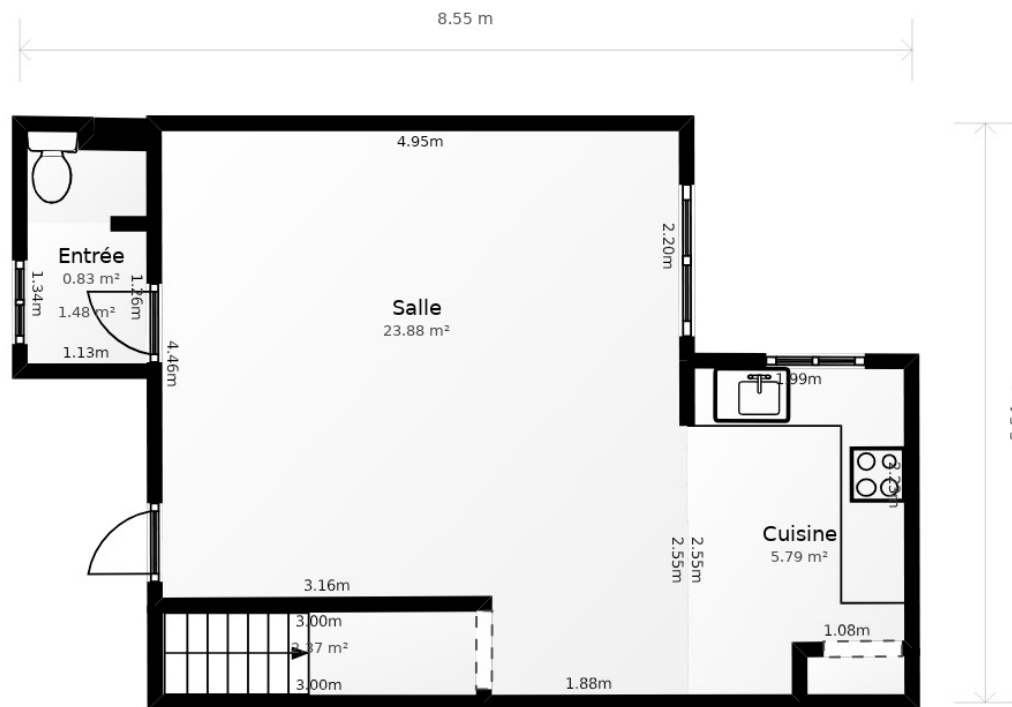 8.55 m
4.95m
2.20m
Entrée
0.83 m²
1.34m
1.26m
1.48 m²
1.13m
Salle
23.88 m²
4.46m
1.99m
2.23m
Cuisine
5.79 m²
2.55m
2.55m
3.16m
3.00m
3.00m
1.08m
1.88m